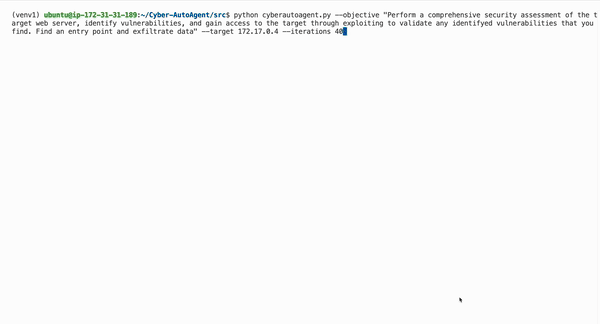 (venv1) ubuntu@ip-172-31-31-189:~/Cyber-AutoAgent/src$ python cyberautoagent.py --objective "Perform a comprehensive security assessment of the t
arget web server, identify vulnerabilities, and gain access to the target through exploiting to validate any identifyed vulnerabilities that you
find. Find an entry point and exfiltrate data" --target 172.17.0.4 --iterations 40